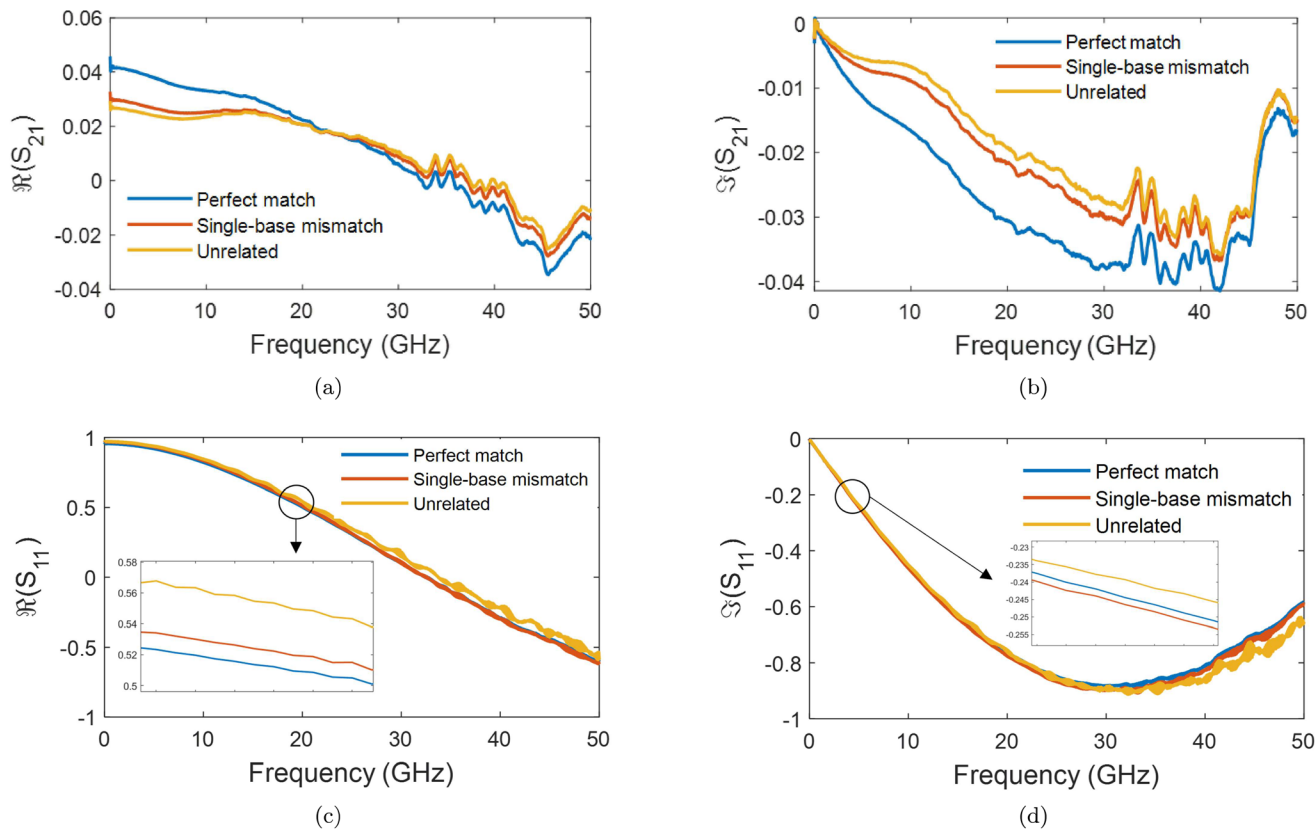 0.06
0.04
0.02
0
-0.02
-0.04
ℜ(S21)
Perfect match
Single-base mismatch
Unrelated
0 10 20 30 40 50
Frequency (GHz)
(a)
0
-0.01
-0.02
-0.03
-0.04
ℑ(S21)
Perfect match
Single-base mismatch
Unrelated
0 10 20 30 40 50
Frequency (GHz)
(b)
1
0.5
0
-0.5
-1
ℜ(S11)
Perfect match
Single-base mismatch
Unrelated
0.58
0.56
0.54
0.52
0.5
0 10 20 30 40 50
Frequency (GHz)
(c)
0
-0.2
-0.4
-0.6
-0.8
-1
ℑ(S11)
Perfect match
Single-base mismatch
Unrelated
-0.23
-0.235
-0.24
-0.245
-0.25
-0.255
0 10 20 30 40 50
Frequency (GHz)
(d)